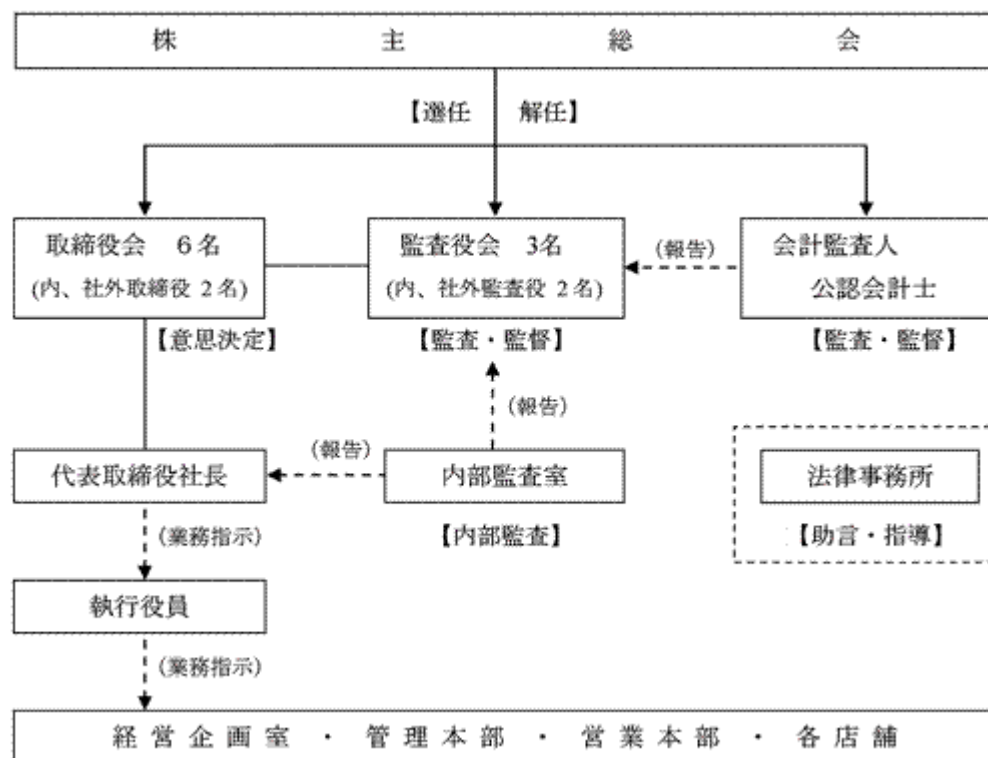 株主総会
【選任 解任】
取締役会 6名
(内、社外取締役 2名)
【意思決定】
監査役会 3名
(内、社外監査役 2名)
【監査・監督】
(報告)
会計監査人
公認会計士
【監査・監督】
(報告)
代表取締役社長
(報告)
内部監査室
【内部監査】
法律事務所
【助言・指導】
(業務指示)
執行役員
(業務指示)
経営企画室 ・ 管理本部 ・ 営業本部 ・ 各店舗